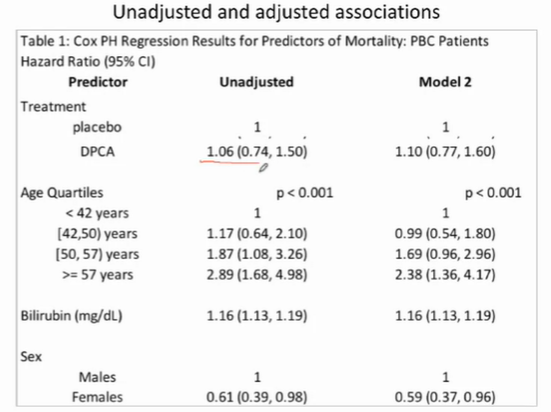 Unadjusted and adjusted associations
Table 1: Cox PH Regression Results for Predictors of Mortality: PBC Patients
Hazard Ratio (95% CI)
Predictor Unadjusted Model 2
Treatment
placebo 1 1
DPCA 1.06 (0.74, 1.50) 1.10 (0.77, 1.60)
Age Quartiles p < 0.001 p < 0.001
< 42 years 1 1
[42,50) years 1.17 (0.64, 2.10) 0.99 (0.54, 1.80)
[50, 57) years 1.87 (1.08, 3.26) 1.69 (0.96, 2.96)
>= 57 years 2.89 (1.68, 4.98) 2.38 (1.36, 4.17)
Bilirubin (mg/dL) 1.16 (1.13, 1.19) 1.16 (1.13, 1.19)
Sex
Males 1 1
Females 0.61 (0.39, 0.98) 0.59 (0.37, 0.96)